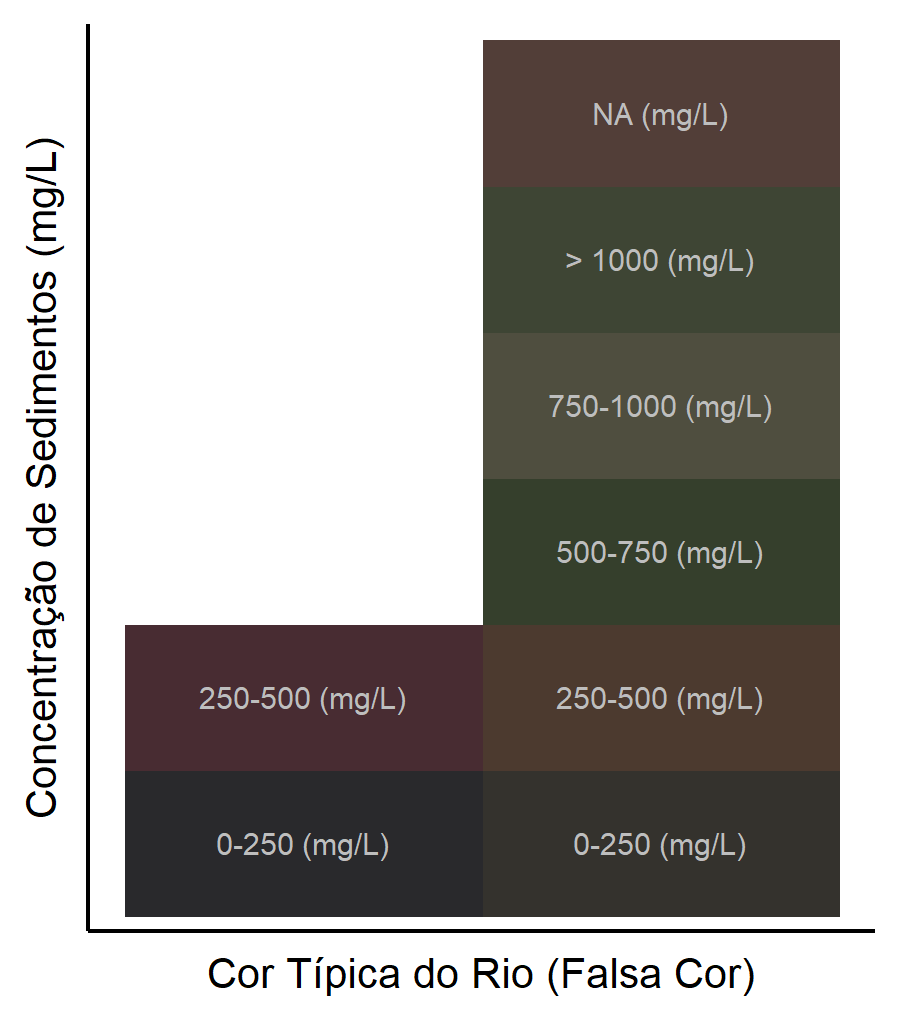 Concentração de Sedimentos (mg/L)
NA (mg/L)
> 1000 (mg/L)
750-1000 (mg/L)
500-750 (mg/L)
250-500 (mg/L)
250-500 (mg/L)
0-250 (mg/L)
0-250 (mg/L)
Cor Típica do Rio (Falsa Cor)